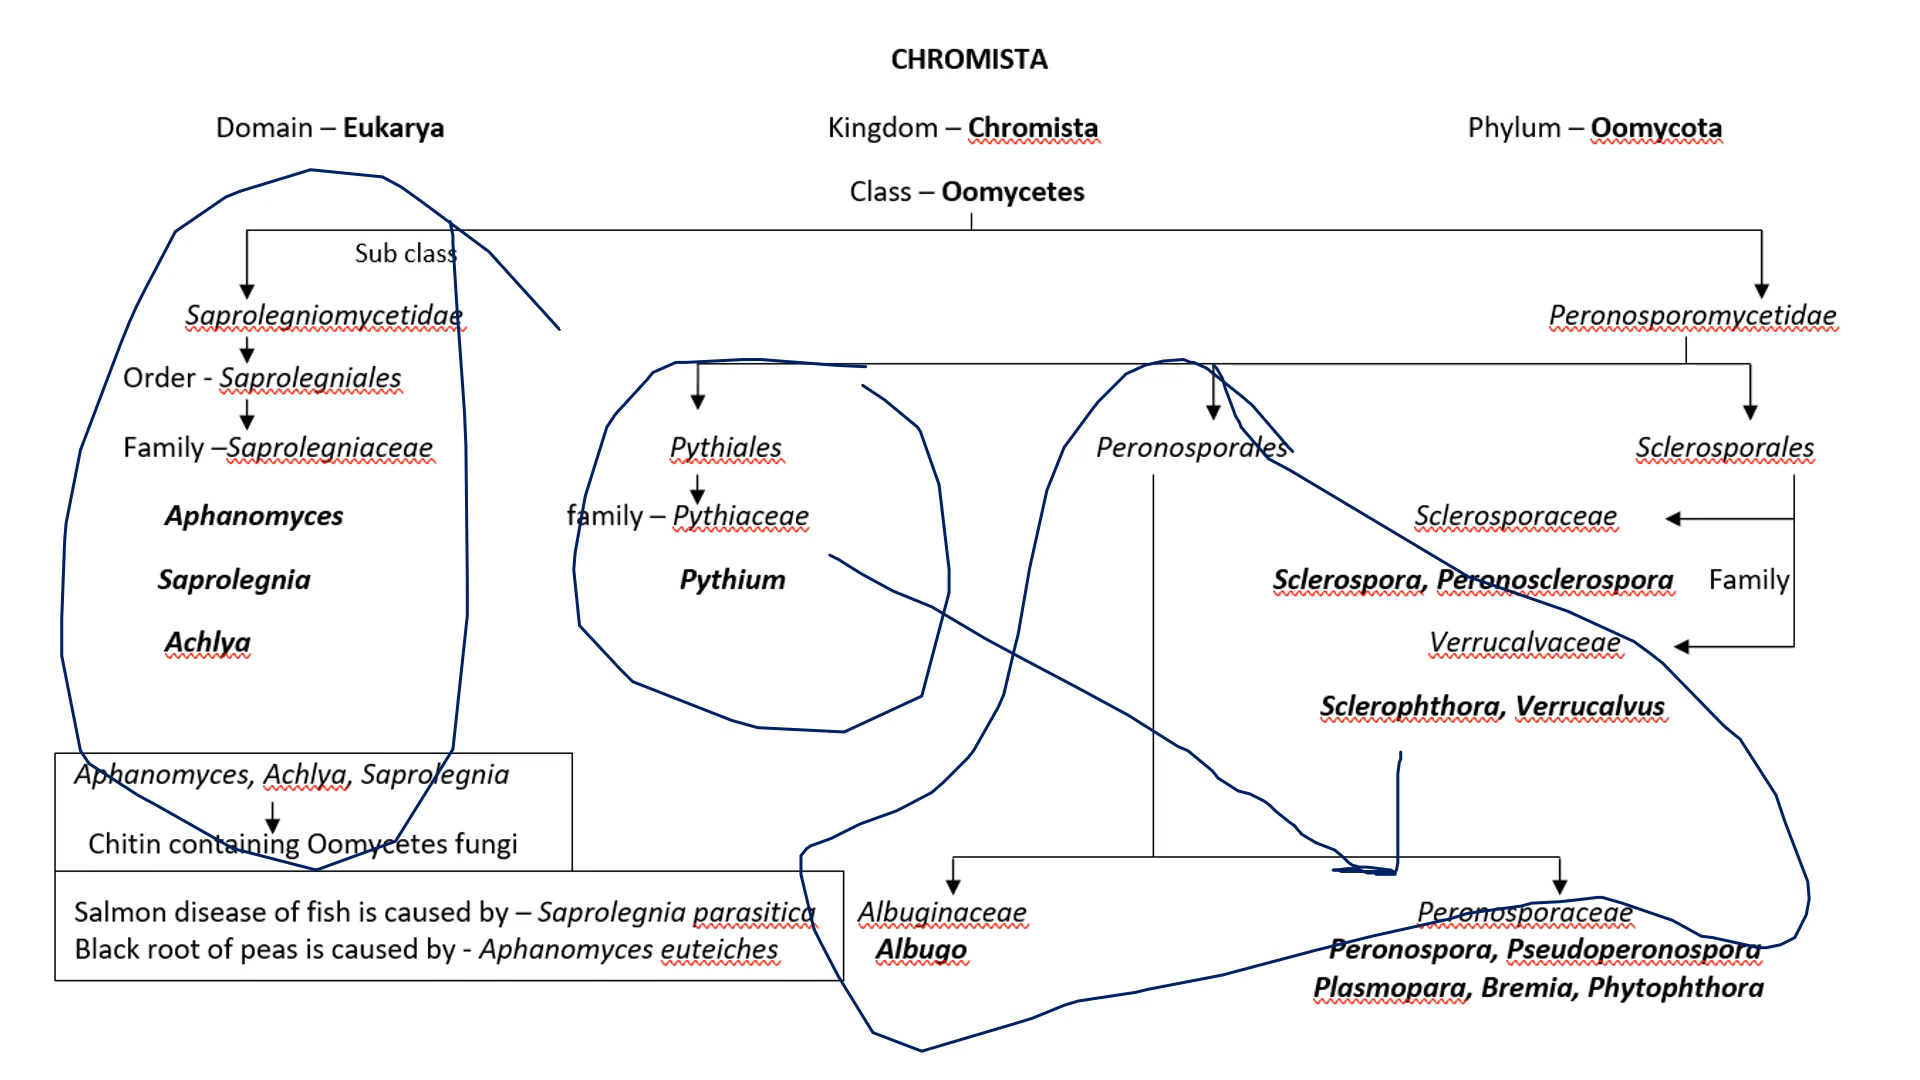 CHROMISTA
Domain – Eukarya
Kingdom – Chromista
Phylum – Oomycota
Class – Oomycetes
Sub class
Saprolegniomycetidae
Peronosporomycetidae
Order - Saprolegniales
Family –Saprolegniaceae
Aphanomyces
Saprolegnia
Achlya
Pythiales
family – Pythiaceae
Pythium
Peronosporales
Sclerosporales
Sclerosporaceae
Sclerospora, Peronosclerospora
Family
Verrucalvaceae
Sclerophthora, Verrucalvus
Aphanomyces, Achlya, Saprolegnia
Chitin containing Oomycetes fungi
Salmon disease of fish is caused by – Saprolegnia parasitica
Black root of peas is caused by - Aphanomyces euteiches
Albuginaceae
Albugo
Peronosporaceae
Peronospora, Pseudoperonospora
Plasmopara, Bremia, Phytophthora